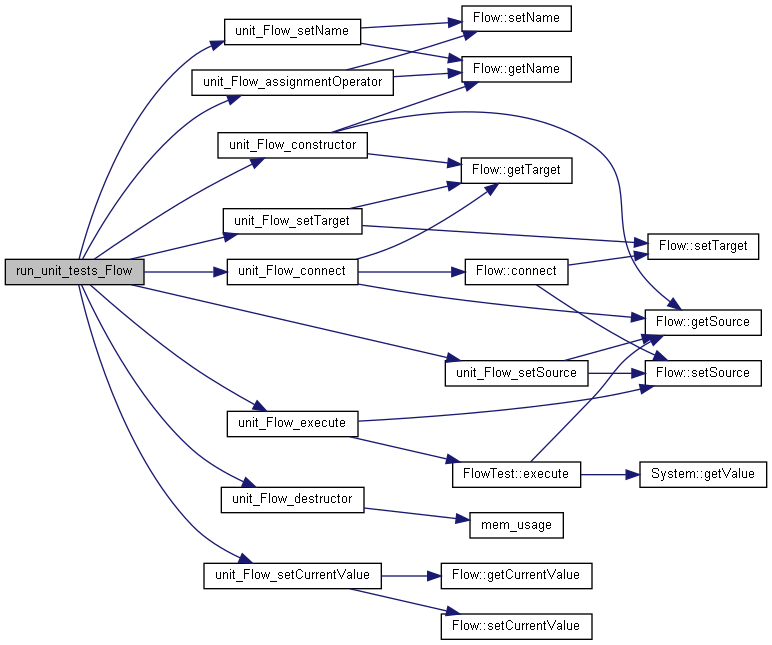 run_unit_tests_Flow
unit_Flow_setName
unit_Flow_assignmentOperator
unit_Flow_constructor
unit_Flow_setTarget
unit_Flow_connect
unit_Flow_setSource
unit_Flow_execute
unit_Flow_destructor
unit_Flow_setCurrentValue
Flow::setName
Flow::getName
Flow::getTarget
Flow::connect
FlowTest::execute
mem_usage
Flow::getCurrentValue
Flow::setCurrentValue
Flow::setTarget
Flow::getSource
Flow::setSource
System::getValue